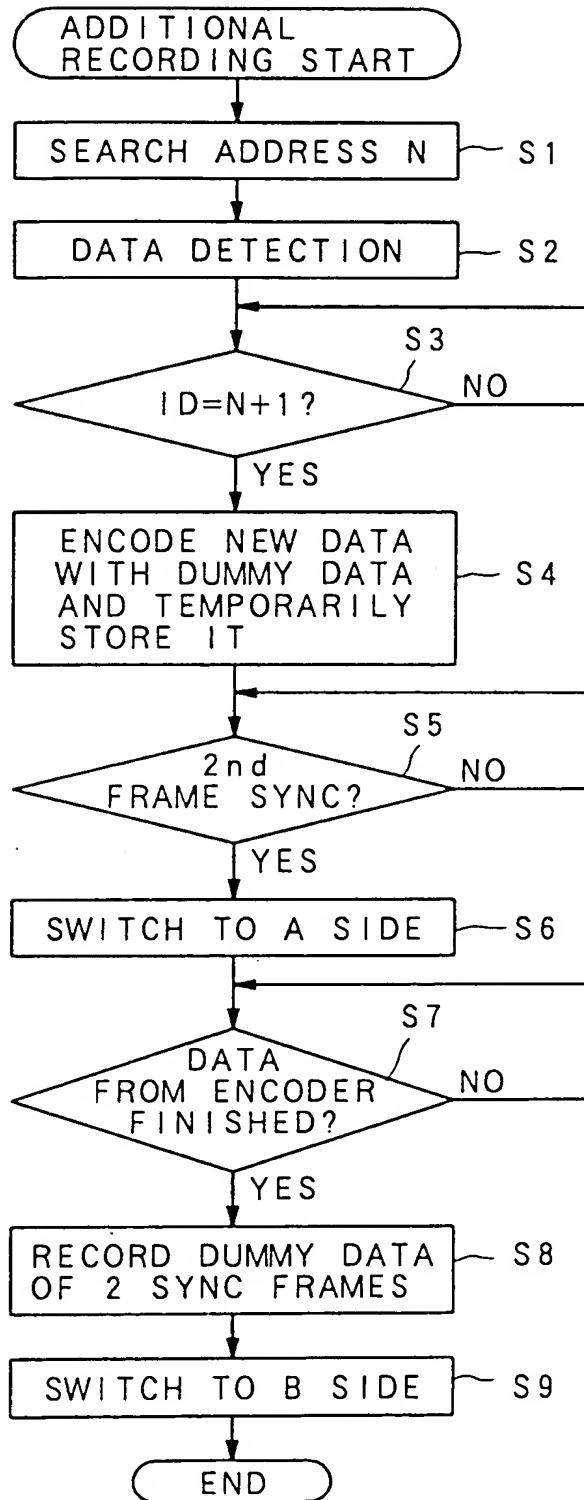 ADDITIONAL
RECORDING START
SEARCH ADDRESS N
S1
DATA DETECTION
S2
S3
ID=N+1?
NO
YES
ENCODE NEW DATA
WITH DUMMY DATA
AND TEMPORARILY
STORE IT
S4
S5
2nd
FRAME SYNC?
NO
YES
SWITCH TO A SIDE
S6
S7
DATA
FROM ENCODER
FINISHED?
NO
YES
RECORD DUMMY DATA
OF 2 SYNC FRAMES
S8
SWITCH TO B SIDE
S9
END